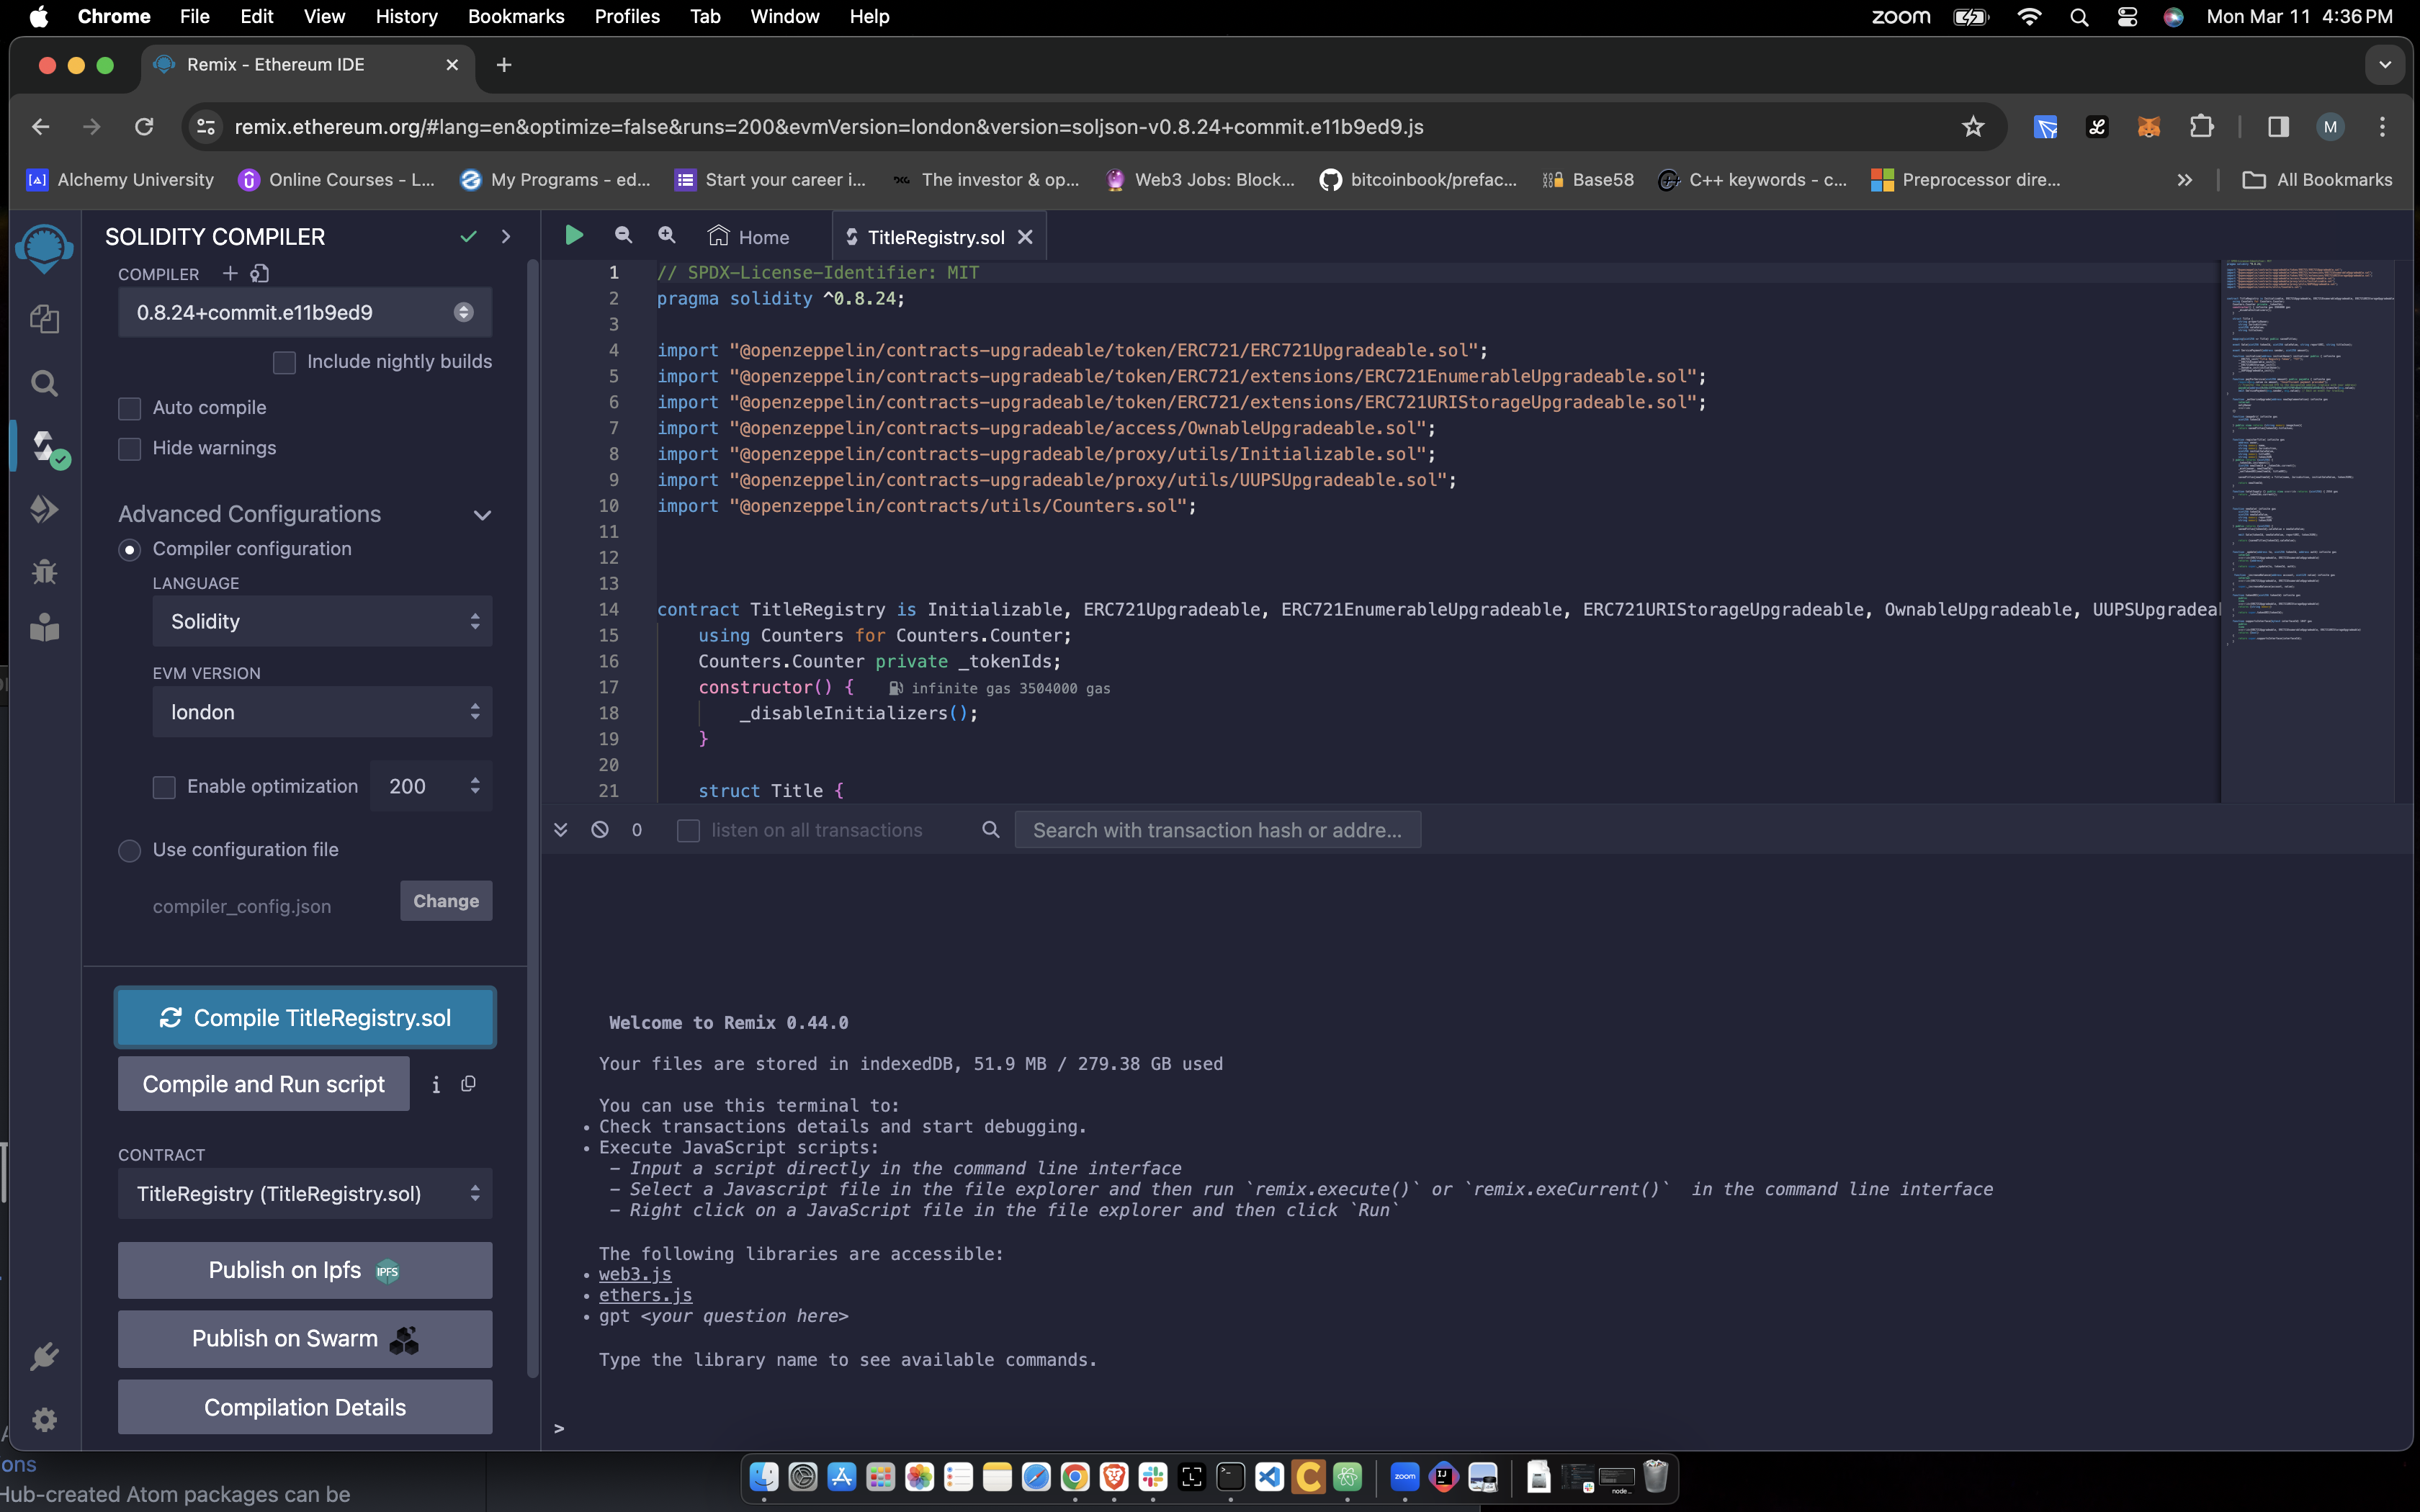 Chrome File Edit View History Bookmarks Profiles Tab Window Help zoom Mon Mar 11 4:36 PM
Remix - Ethereum IDE
remix.ethereum.org/#lang=en&optimize=false&runs=200&evmVersion=london&version=soljson-v0.8.24+commit.e11b9ed9.js M
Alchemy University Online Courses - L... My Programs - ed... Start your career i... The investor & op... Web3 Jobs: Block... bitcoinbook/prefac... Base58 C++ keywords - c... Preprocessor dire... » All Bookmarks
SOLIDITY COMPILER
COMPILER
0.8.24+commit.e11b9ed9
Include nightly builds
Auto compile
Hide warnings
Advanced Configurations
Compiler configuration
LANGUAGE
Solidity
EVM VERSION
london
Enable optimization 200
Use configuration file
compiler_config.json Change
Compile TitleRegistry.sol
Compile and Run script i
CONTRACT
TitleRegistry (TitleRegistry.sol)
Publish on Ipfs IPFS
Publish on Swarm
Compilation Details
Home TitleRegistry.sol
1 // SPDX-License-Identifier: MIT
2 pragma solidity ^0.8.24;
3
4 import "@openzeppelin/contracts-upgradeable/token/ERC721/ERC721Upgradeable.sol";
5 import "@openzeppelin/contracts-upgradeable/token/ERC721/extensions/ERC721EnumerableUpgradeable.sol";
6 import "@openzeppelin/contracts-upgradeable/token/ERC721/extensions/ERC721URIStorageUpgradeable.sol";
7 import "@openzeppelin/contracts-upgradeable/access/OwnableUpgradeable.sol";
8 import "@openzeppelin/contracts-upgradeable/proxy/utils/Initializable.sol";
9 import "@openzeppelin/contracts-upgradeable/proxy/utils/UUPSUpgradeable.sol";
10 import "@openzeppelin/contracts/utils/Counters.sol";
11
12
13
14 contract TitleRegistry is Initializable, ERC721Upgradeable, ERC721EnumerableUpgradeable, ERC721URIStorageUpgradeable, OwnableUpgradeable, UUPSUpgradeal
15 using Counters for Counters.Counter;
16 Counters.Counter private _tokenIds;
17 constructor() { infinite gas 3504000 gas
18 _disableInitializers();
19 }
20
21 struct Title {
0 listen on all transactions Search with transaction hash or addre...
Welcome to Remix 0.44.0
Your files are stored in indexedDB, 51.9 MB / 279.38 GB used
You can use this terminal to:
• Check transactions details and start debugging.
• Execute JavaScript scripts:
- Input a script directly in the command line interface
- Select a Javascript file in the file explorer and then run `remix.execute()` or `remix.exeCurrent()` in the command line interface
- Right click on a JavaScript file in the file explorer and then click `Run`
The following libraries are accessible:
• web3.js
• ethers.js
• gpt <your question here>
Type the library name to see available commands.
>
ons
Hub-created Atom packages can be
zoom